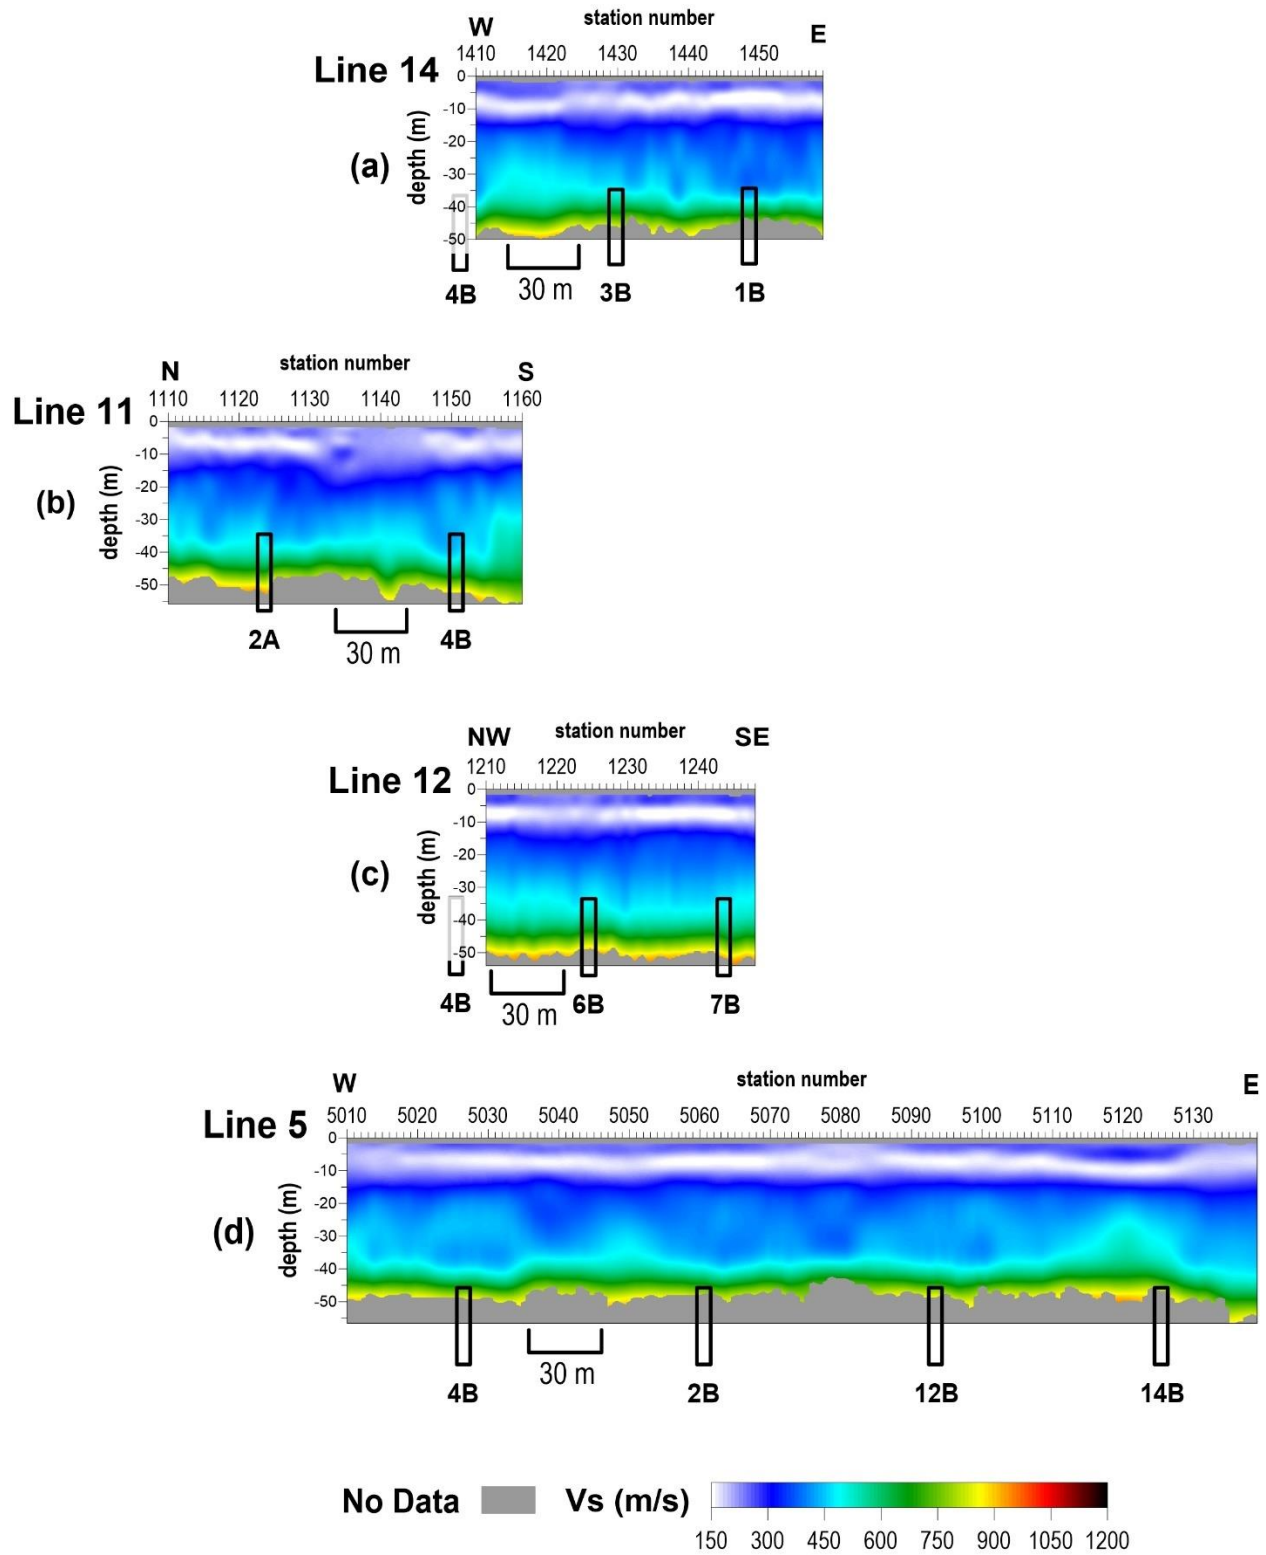 station number
W E
1410 1420 1430 1440 1450
Line 14
(a)
depth (m)
0
-10
-20
-30
-40
-50
4B 30 m 3B 1B
station number
N S
1110 1120 1130 1140 1150 1160
Line 11
(b)
depth (m)
0
-10
-20
-30
-40
-50
2A 30 m 4B
station number
NW SE
1210 1220 1230 1240
Line 12
(c)
depth (m)
0
-10
-20
-30
-40
-50
4B 30 m 6B 7B
station number
W E
5010 5020 5030 5040 5050 5060 5070 5080 5090 5100 5110 5120 5130
Line 5
(d)
depth (m)
0
-10
-20
-30
-40
-50
4B 30 m 2B 12B 14B
No Data Vs (m/s)
150 300 450 600 750 900 1050 1200